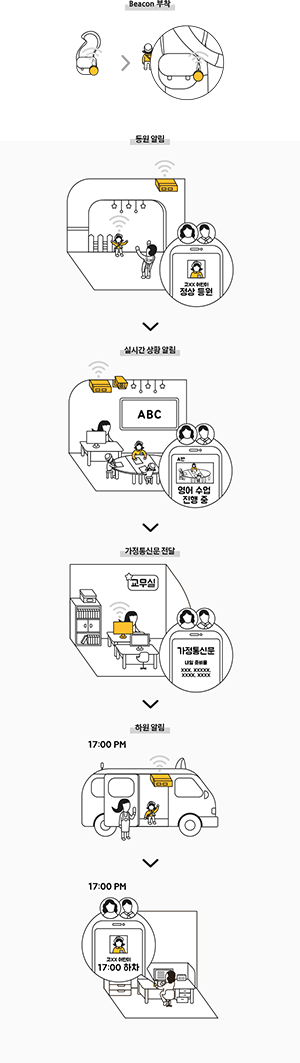 Beacon 부착
등원 알림
고XX 어린이
정상 등원
실시간 상황 알림
ABC
A반
영어 수업
진행 중
가정통신문 전달
교무실
가정통신문
내일 준비물
XXX. XXXXX.
XXXX. XXXX
하원 알림
17:00 PM
17:00 PM
고XX 어린이
17:00 하차